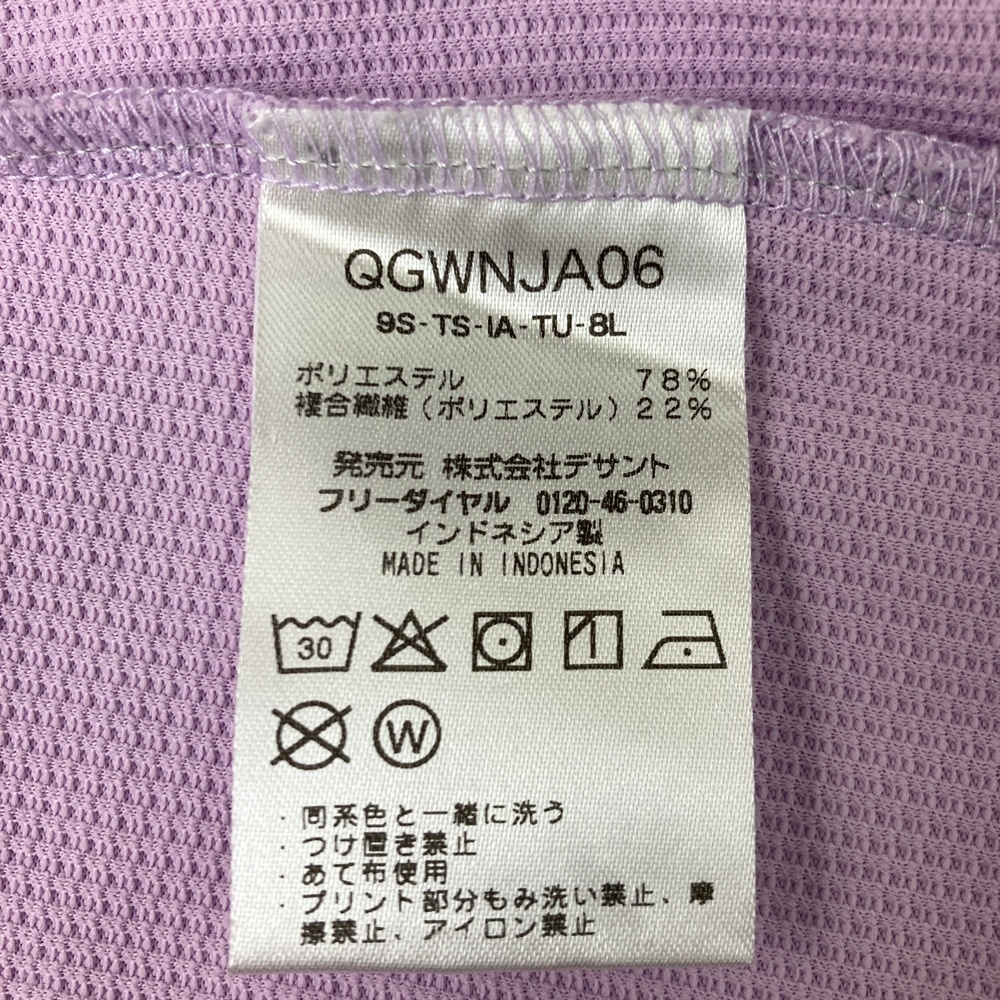 QGWNJA06
9S-TS-IA-TU-8L
ポリエステル 78%
複合繊維(ポリエステル)22%
発売元 株式会社デサント
フリーダイヤル 0120-46-0310
インドネシア製
MADE IN INDONESIA
30
W
・同系色と一緒に洗う
・つけ置き禁止
・あて布使用
・プリント部分もみ洗い禁止、摩
擦禁止、アイロン禁止